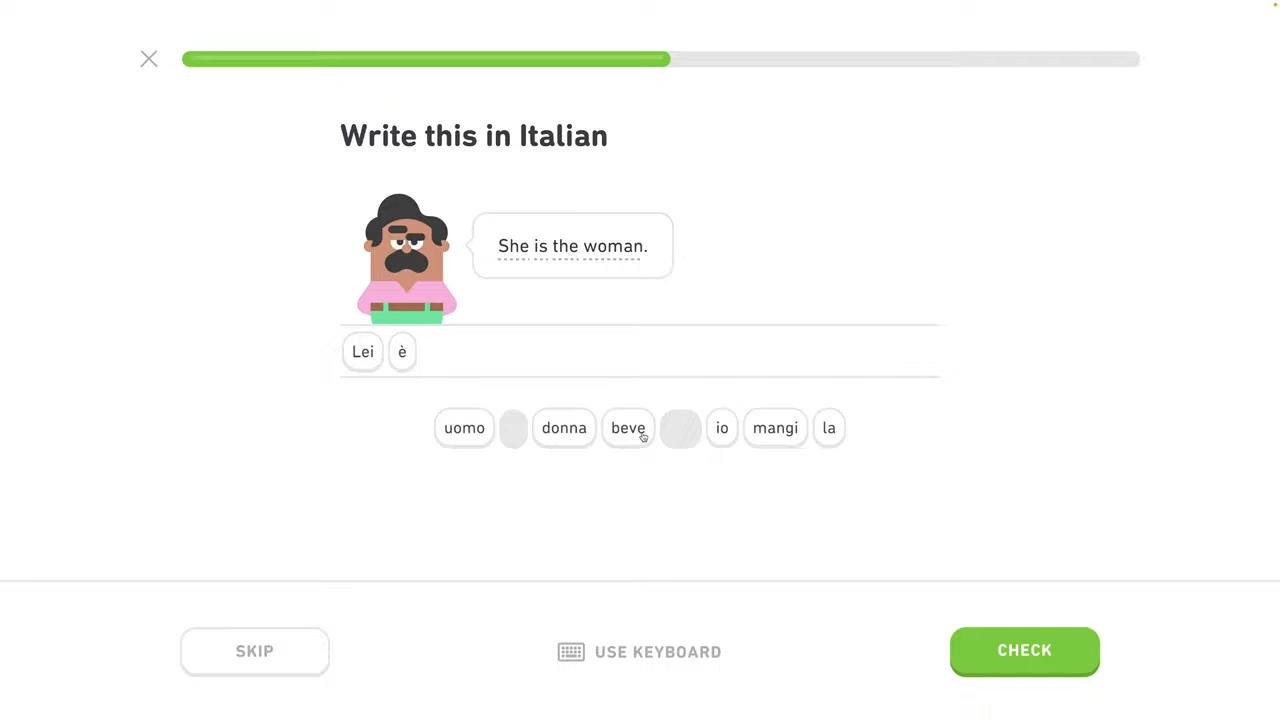 Write this in Italian
She is the woman.
Lei è
uomo donna beve io mangi la
SKIP USE KEYBOARD CHECK